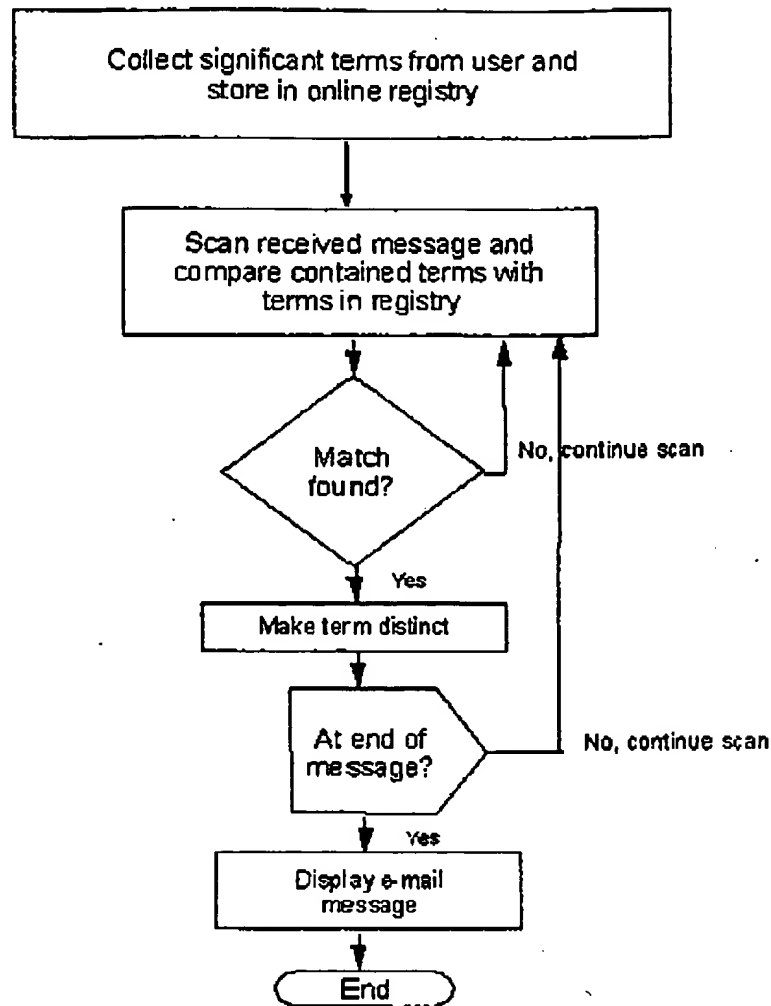 Collect significant terms from user and
store in online registry
Scan received message and
compare contained terms with
terms in registry
Match
found?
No, continue scan
Yes
Make term distinct
At end of
message?
No, continue scan
Yes
Display e-mail
message
End